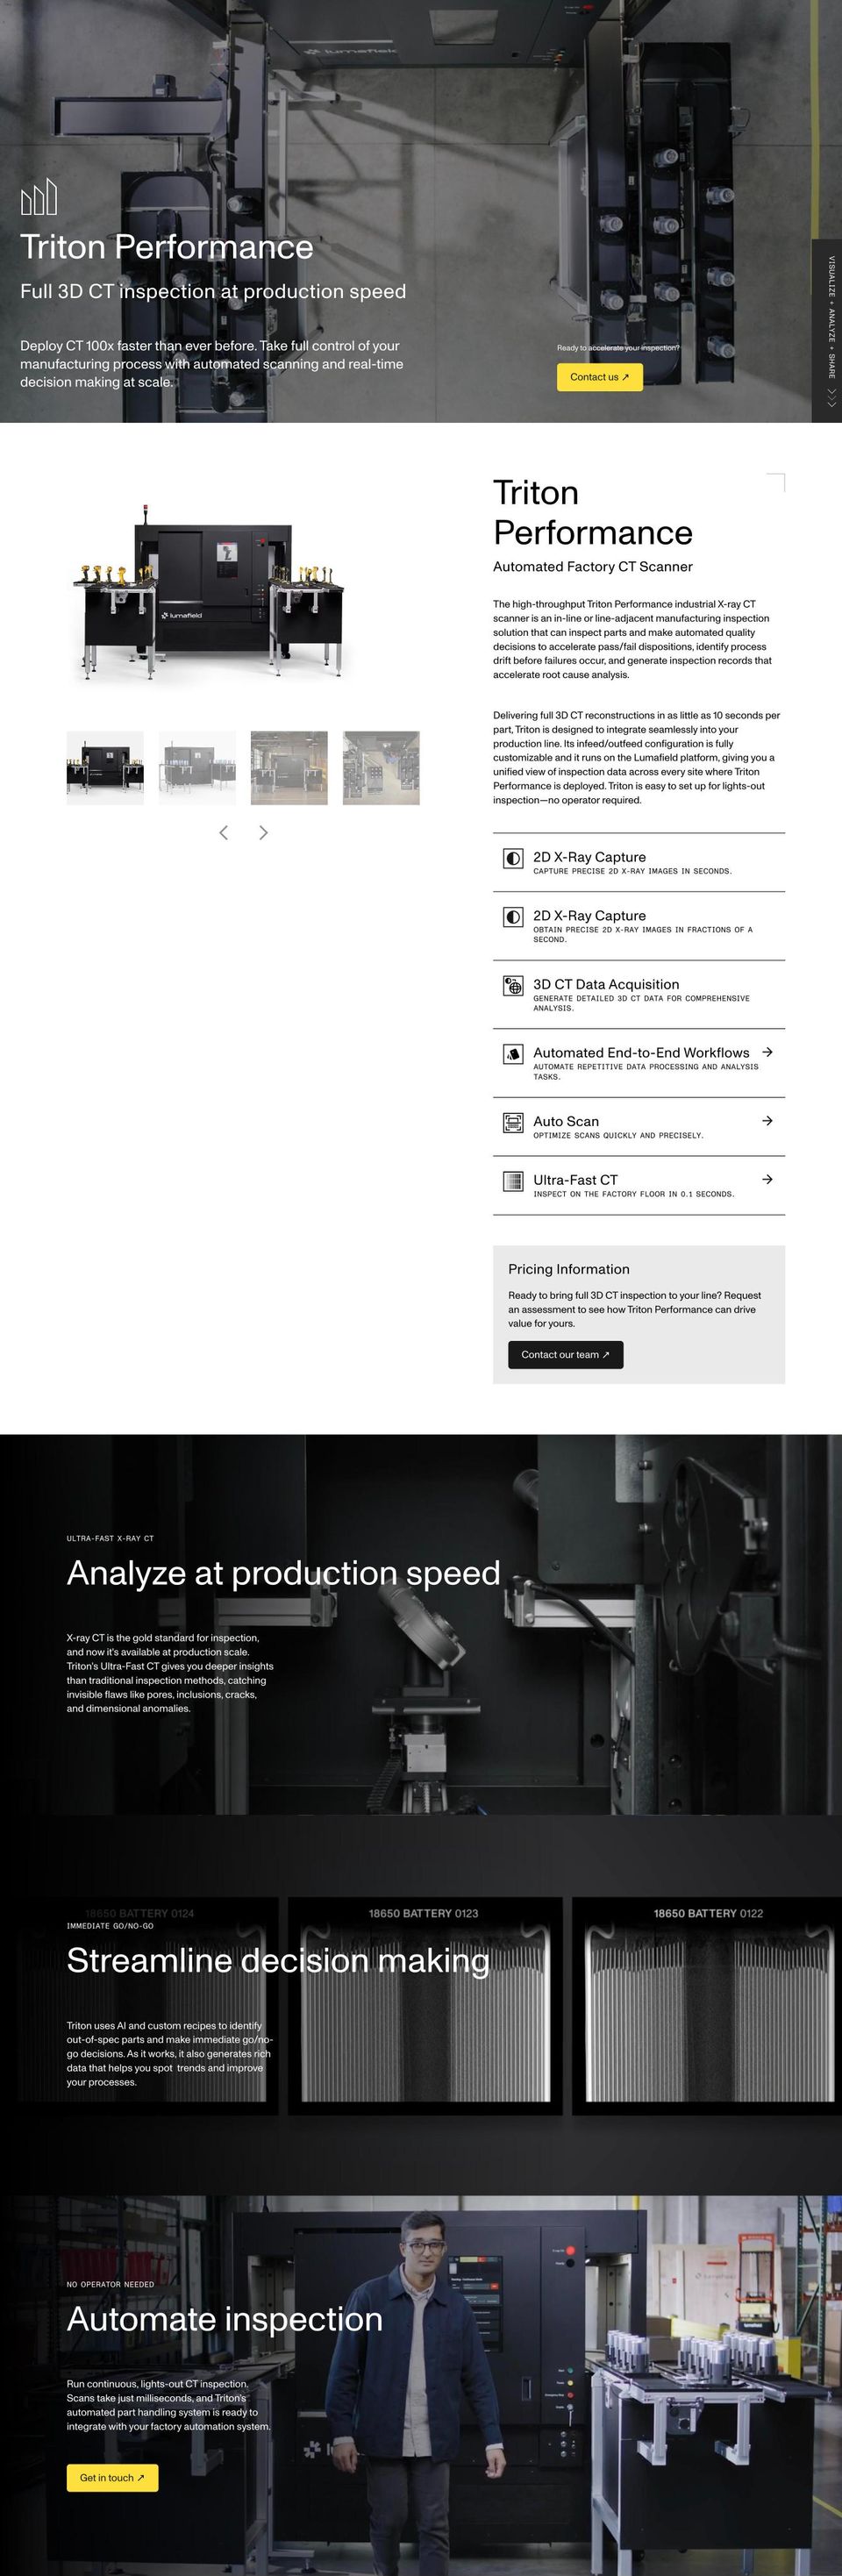 lumafield
Triton Performance
Full 3D CT inspection at production speed
Deploy CT 100x faster than ever before. Take full control of your
manufacturing process with automated scanning and real-time
decision making at scale.
Ready to accelerate your inspection?
Contact us ↗
VISUALIZE + ANALYZE + SHARE
Triton
Performance
Automated Factory CT Scanner
lumafield
The high-throughput Triton Performance industrial X-ray CT
scanner is an in-line or line-adjacent manufacturing inspection
solution that can inspect parts and make automated quality
decisions to accelerate pass/fail dispositions, identify process
drift before failures occur, and generate inspection records that
accelerate root cause analysis.
Delivering full 3D CT reconstructions in as little as 10 seconds per
part, Triton is designed to integrate seamlessly into your
production line. Its infeed/outfeed configuration is fully
customizable and it runs on the Lumafield platform, giving you a
unified view of inspection data across every site where Triton
Performance is deployed. Triton is easy to set up for lights-out
inspection—no operator required.
2D X-Ray Capture
CAPTURE PRECISE 2D X-RAY IMAGES IN SECONDS.
2D X-Ray Capture
OBTAIN PRECISE 2D X-RAY IMAGES IN FRACTIONS OF A
SECOND.
3D CT Data Acquisition
GENERATE DETAILED 3D CT DATA FOR COMPREHENSIVE
ANALYSIS.
Automated End-to-End Workflows
AUTOMATE REPETITIVE DATA PROCESSING AND ANALYSIS
TASKS.
Auto Scan
OPTIMIZE SCANS QUICKLY AND PRECISELY.
Ultra-Fast CT
INSPECT ON THE FACTORY FLOOR IN 0.1 SECONDS.
Pricing Information
Ready to bring full 3D CT inspection to your line? Request
an assessment to see how Triton Performance can drive
value for yours.
Contact our team ↗
ULTRA-FAST X-RAY CT
Analyze at production speed
X-ray CT is the gold standard for inspection,
and now it's available at production scale.
Triton's Ultra-Fast CT gives you deeper insights
than traditional inspection methods, catching
invisible flaws like pores, inclusions, cracks,
and dimensional anomalies.
18650 BATTERY 0124
18650 BATTERY 0123
18650 BATTERY 0122
IMMEDIATE GO/NO-GO
Streamline decision making
Triton uses AI and custom recipes to identify
out-of-spec parts and make immediate go/no-
go decisions. As it works, it also generates rich
data that helps you spot  trends and improve
your processes.
NO OPERATOR NEEDED
Automate inspection
Run continuous, lights-out CT inspection.
Scans take just milliseconds, and Triton's
automated part handling system is ready to
integrate with your factory automation system.
Get in touch ↗